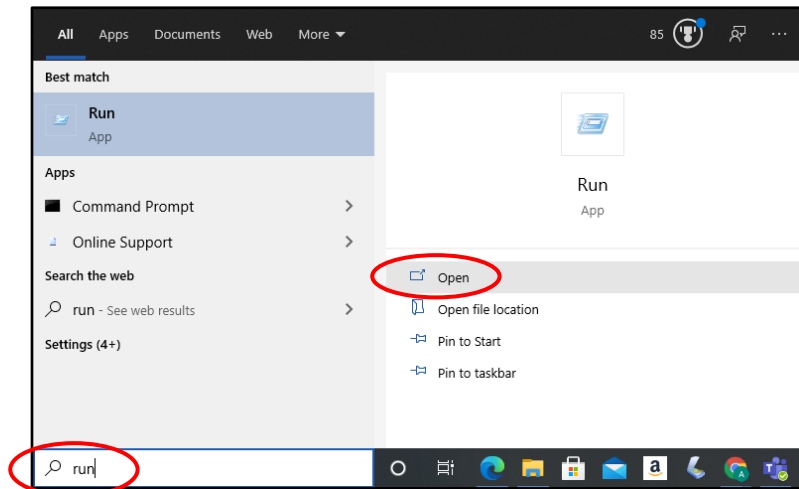 All Apps Documents Web More 85 ...
Best match
Run
App
Apps
Command Prompt
Online Support
Search the web
run - See web results
Settings (4+)
Run
App
Open
Open file location
Pin to Start
Pin to taskbar
run
a